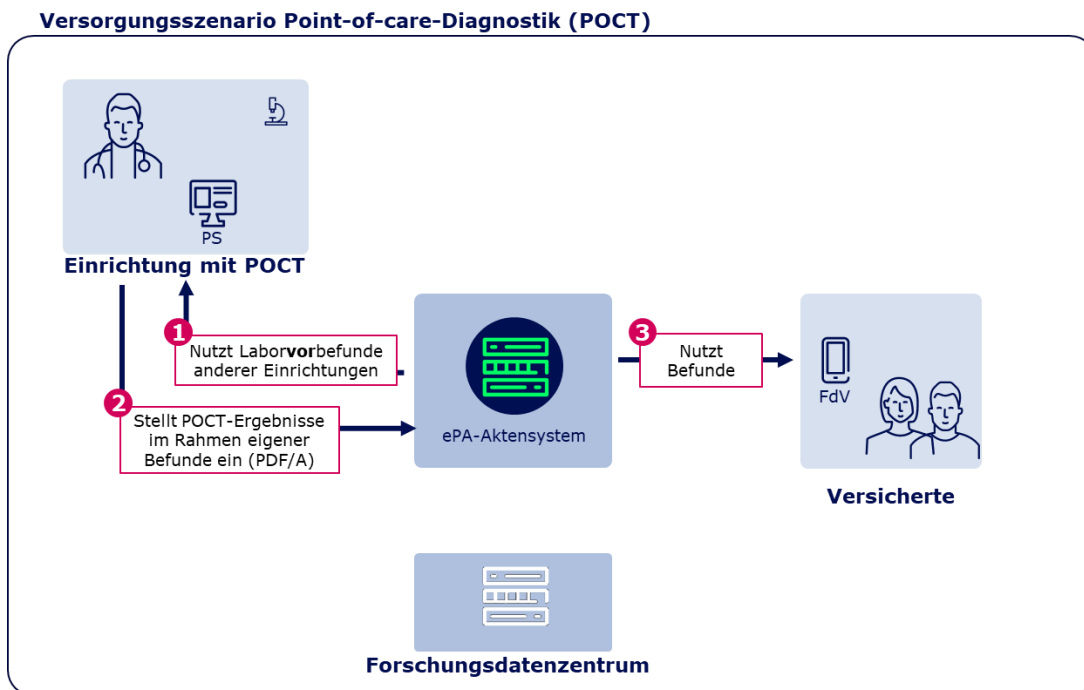 Versorgungsszenario Point-of-care-Diagnostik (POCT)
PS
Einrichtung mit POCT
1
Nutzt Laborvorbefunde
anderer Einrichtungen
2
Stellt POCT-Ergebnisse
im Rahmen eigener
Befunde ein (PDF/A)
ePA-Aktensystem
3
Nutzt
Befunde
FdV
Versicherte
Forschungsdatenzentrum